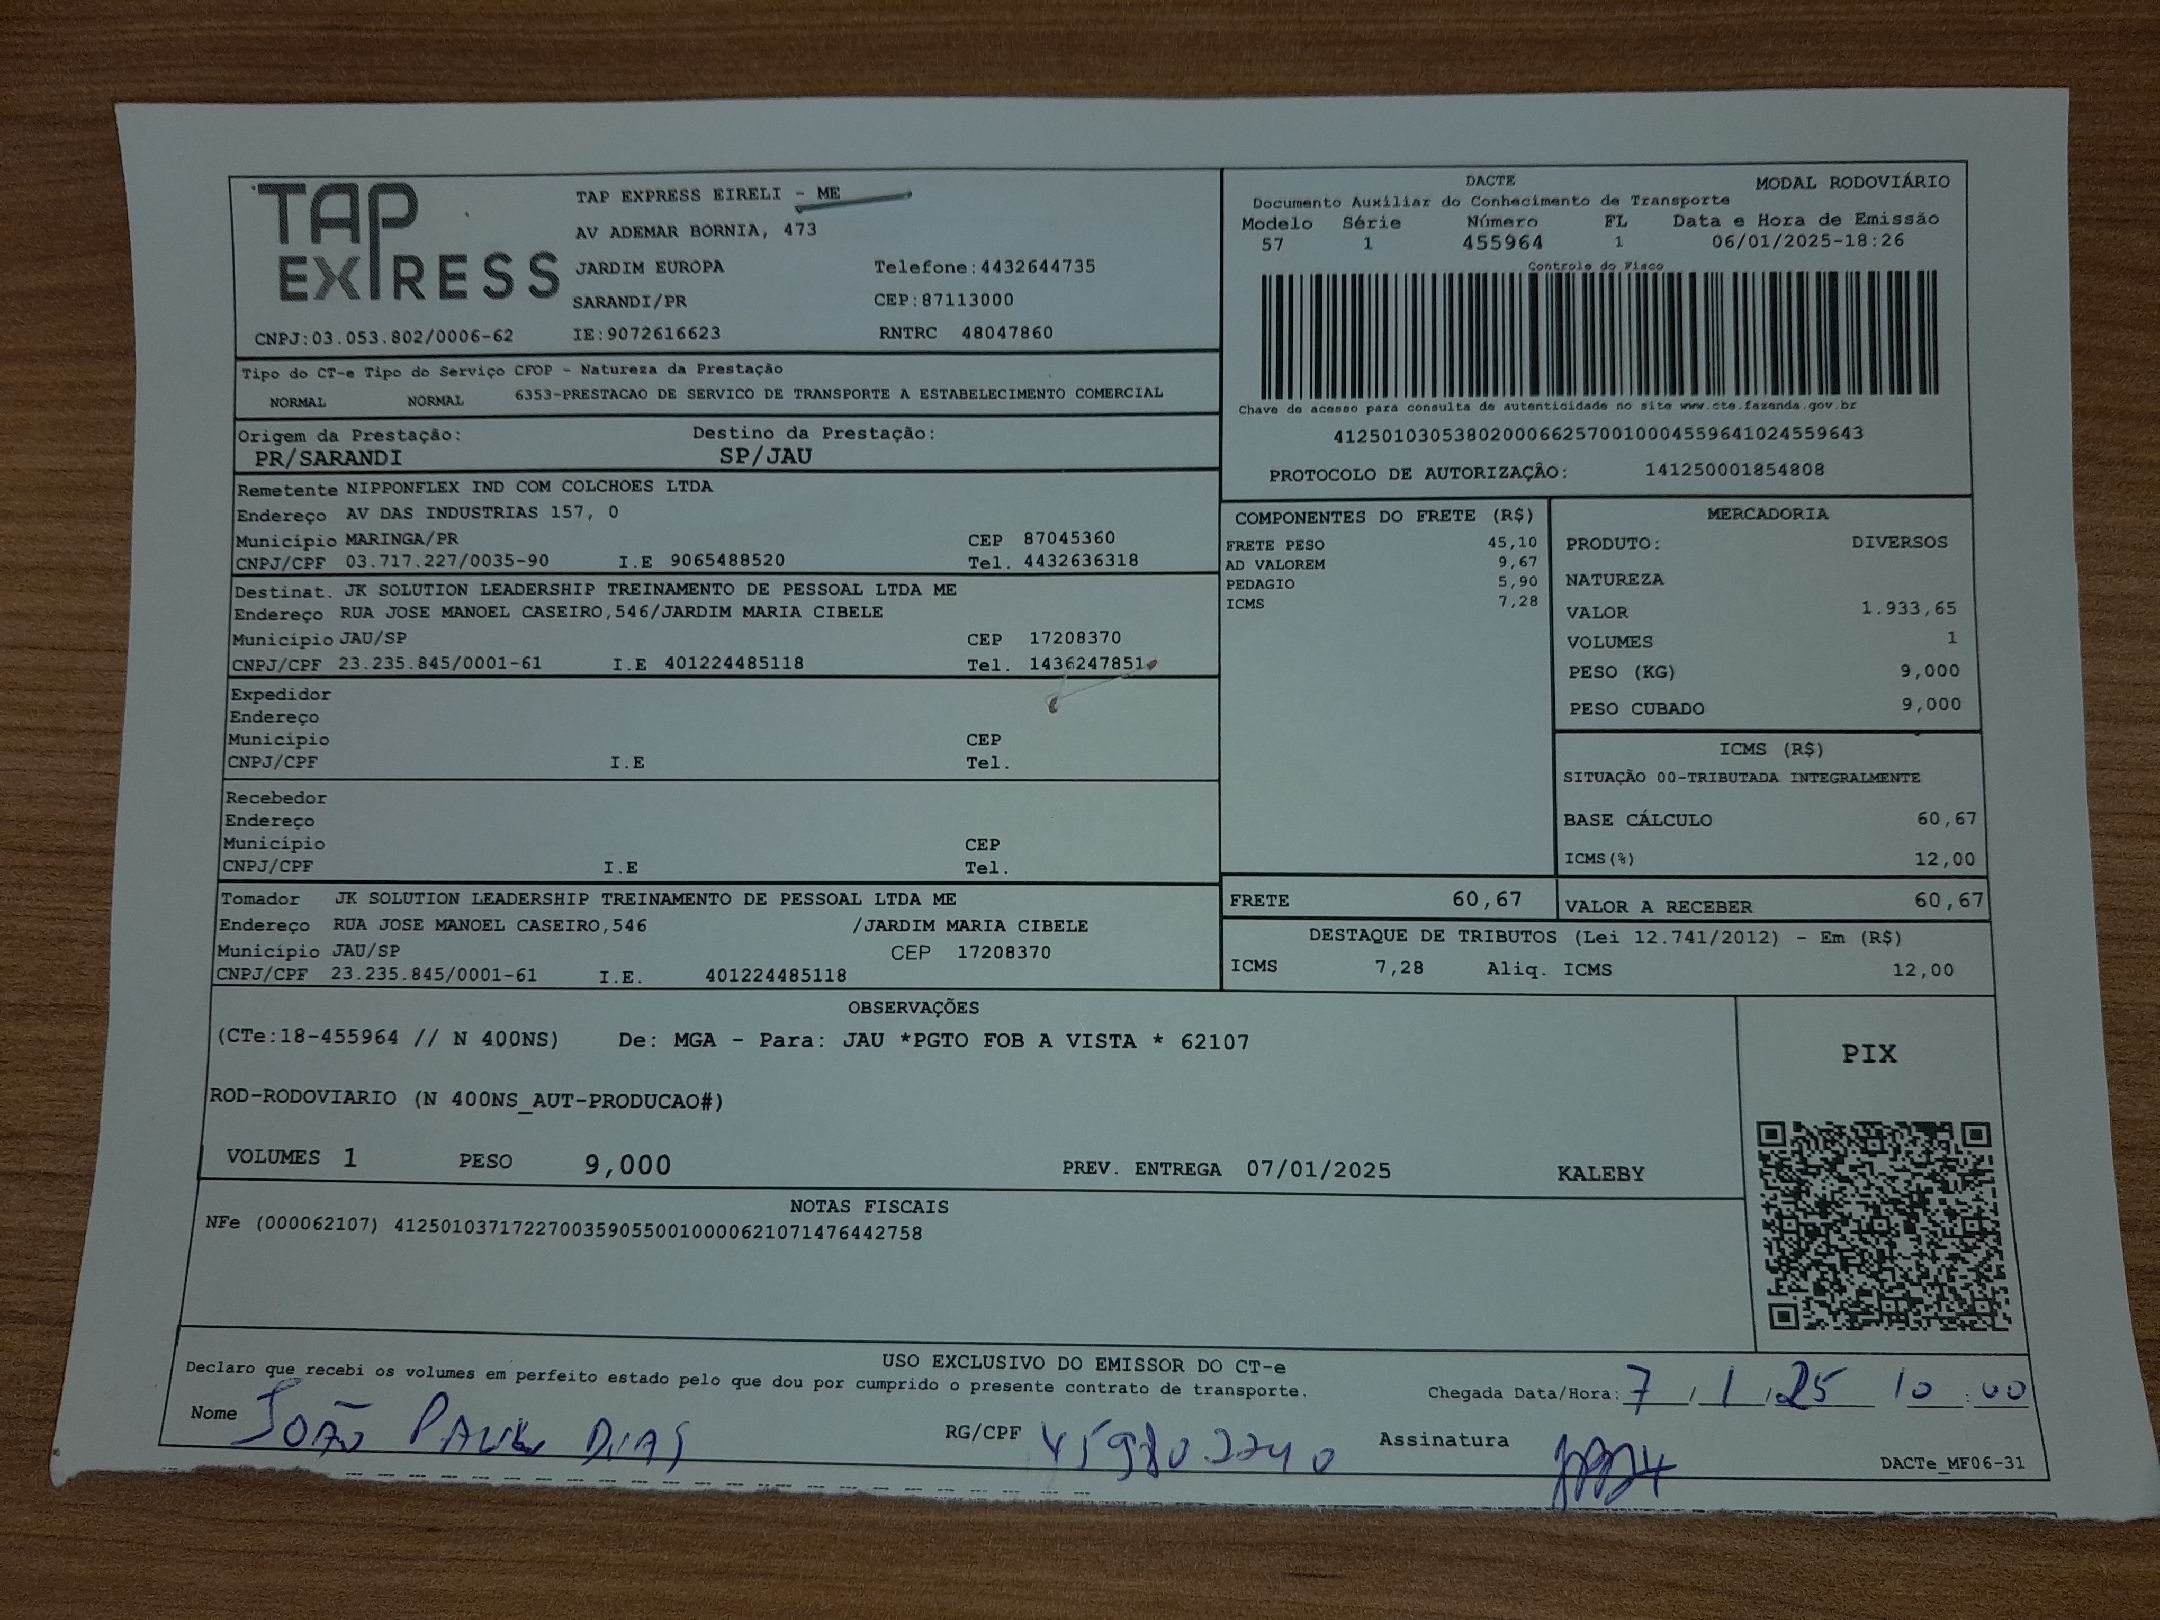 TAP EXPRESS
TAP EXPRESS EIRELI - ME
AV ADEMAR BORNIA, 473
JARDIM EUROPA Telefone:4432644735
SARANDI/PR CEP:87113000
CNPJ:03.053.802/0006-62 IE:9072616623 RNTRC 48047860
DACTE MODAL RODOVIÁRIO
Documento Auxiliar do Conhecimento de Transporte
Modelo Série Número FL Data e Hora de Emissão
57 1 455964 1 06/01/2025-18:26
Controle do Fisco
Chave de acesso para consulta de autenticidade no site www.cte.fazenda.gov.br
41250103053802000662570010004559641024559643
PROTOCOLO DE AUTORIZAÇÃO: 141250001854808
Tipo do CT-e Tipo do Serviço CFOP - Natureza da Prestação
NORMAL NORMAL 6353-PRESTACAO DE SERVICO DE TRANSPORTE A ESTABELECIMENTO COMERCIAL
Origem da Prestação: Destino da Prestação:
PR/SARANDI SP/JAU
Remetente NIPPONFLEX IND COM COLCHOES LTDA
Endereço AV DAS INDUSTRIAS 157, 0
Município MARINGA/PR CEP 87045360
CNPJ/CPF 03.717.227/0035-90 I.E 9065488520 Tel. 4432636318
Destinat. JK SOLUTION LEADERSHIP TREINAMENTO DE PESSOAL LTDA ME
Endereço RUA JOSE MANOEL CASEIRO,546/JARDIM MARIA CIBELE
Município JAU/SP CEP 17208370
CNPJ/CPF 23.235.845/0001-61 I.E 401224485118 Tel. 1436247851
Expedidor
Endereço
Município CEP
CNPJ/CPF I.E Tel.
Recebedor
Endereço
Município CEP
CNPJ/CPF I.E Tel.
Tomador JK SOLUTION LEADERSHIP TREINAMENTO DE PESSOAL LTDA ME
Endereço RUA JOSE MANOEL CASEIRO,546 /JARDIM MARIA CIBELE
Município JAU/SP CEP 17208370
CNPJ/CPF 23.235.845/0001-61 I.E. 401224485118
COMPONENTES DO FRETE (R$)
FRETE PESO 45,10
AD VALOREM 9,67
PEDAGIO 5,90
ICMS 7,28
MERCADORIA
PRODUTO: DIVERSOS
NATUREZA
VALOR 1.933,65
VOLUMES 1
PESO (KG) 9,000
PESO CUBADO 9,000
ICMS (R$)
SITUAÇÃO 00-TRIBUTADA INTEGRALMENTE
BASE CÁLCULO 60,67
ICMS(%) 12,00
FRETE 60,67 VALOR A RECEBER 60,67
DESTAQUE DE TRIBUTOS (Lei 12.741/2012) - Em (R$)
ICMS 7,28 Aliq. ICMS 12,00
OBSERVAÇÕES
(CTe:18-455964 // N 400NS) De: MGA - Para: JAU *PGTO FOB A VISTA * 62107
ROD-RODOVIARIO (N 400NS_AUT-PRODUCAO#)
VOLUMES 1 PESO 9,000 PREV. ENTREGA 07/01/2025 KALEBY
PIX
NOTAS FISCAIS
NFe (000062107) 41250103717227003590550010000621071476442758
USO EXCLUSIVO DO EMISSOR DO CT-e
Declaro que recebi os volumes em perfeito estado pelo que dou por cumprido o presente contrato de transporte.
Chegada Data/Hora: 7/1/25 10:00
Nome JOÃO PAULO DIAS RG/CPF 459802240 Assinatura
DACTe_MF06-31